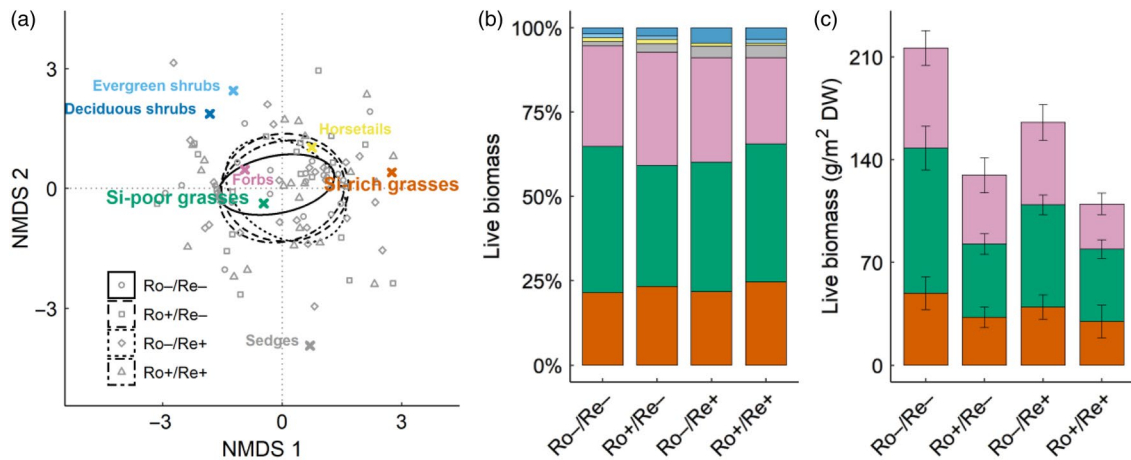 (a)
NMDS 2
3
0
−3
Evergreen shrubs
Deciduous shrubs
Horsetails
Forbs
Si-rich grasses
Si-poor grasses
Sedges
Ro−/Re−
Ro+/Re−
Ro−/Re+
Ro+/Re+
−3
0
3
NMDS 1
(b)
Live biomass
100%
75%
50%
25%
0%
Ro−/Re−
Ro+/Re−
Ro−/Re+
Ro+/Re+
(c)
Live biomass (g/m² DW)
210
140
70
0
Ro−/Re−
Ro+/Re−
Ro−/Re+
Ro+/Re+